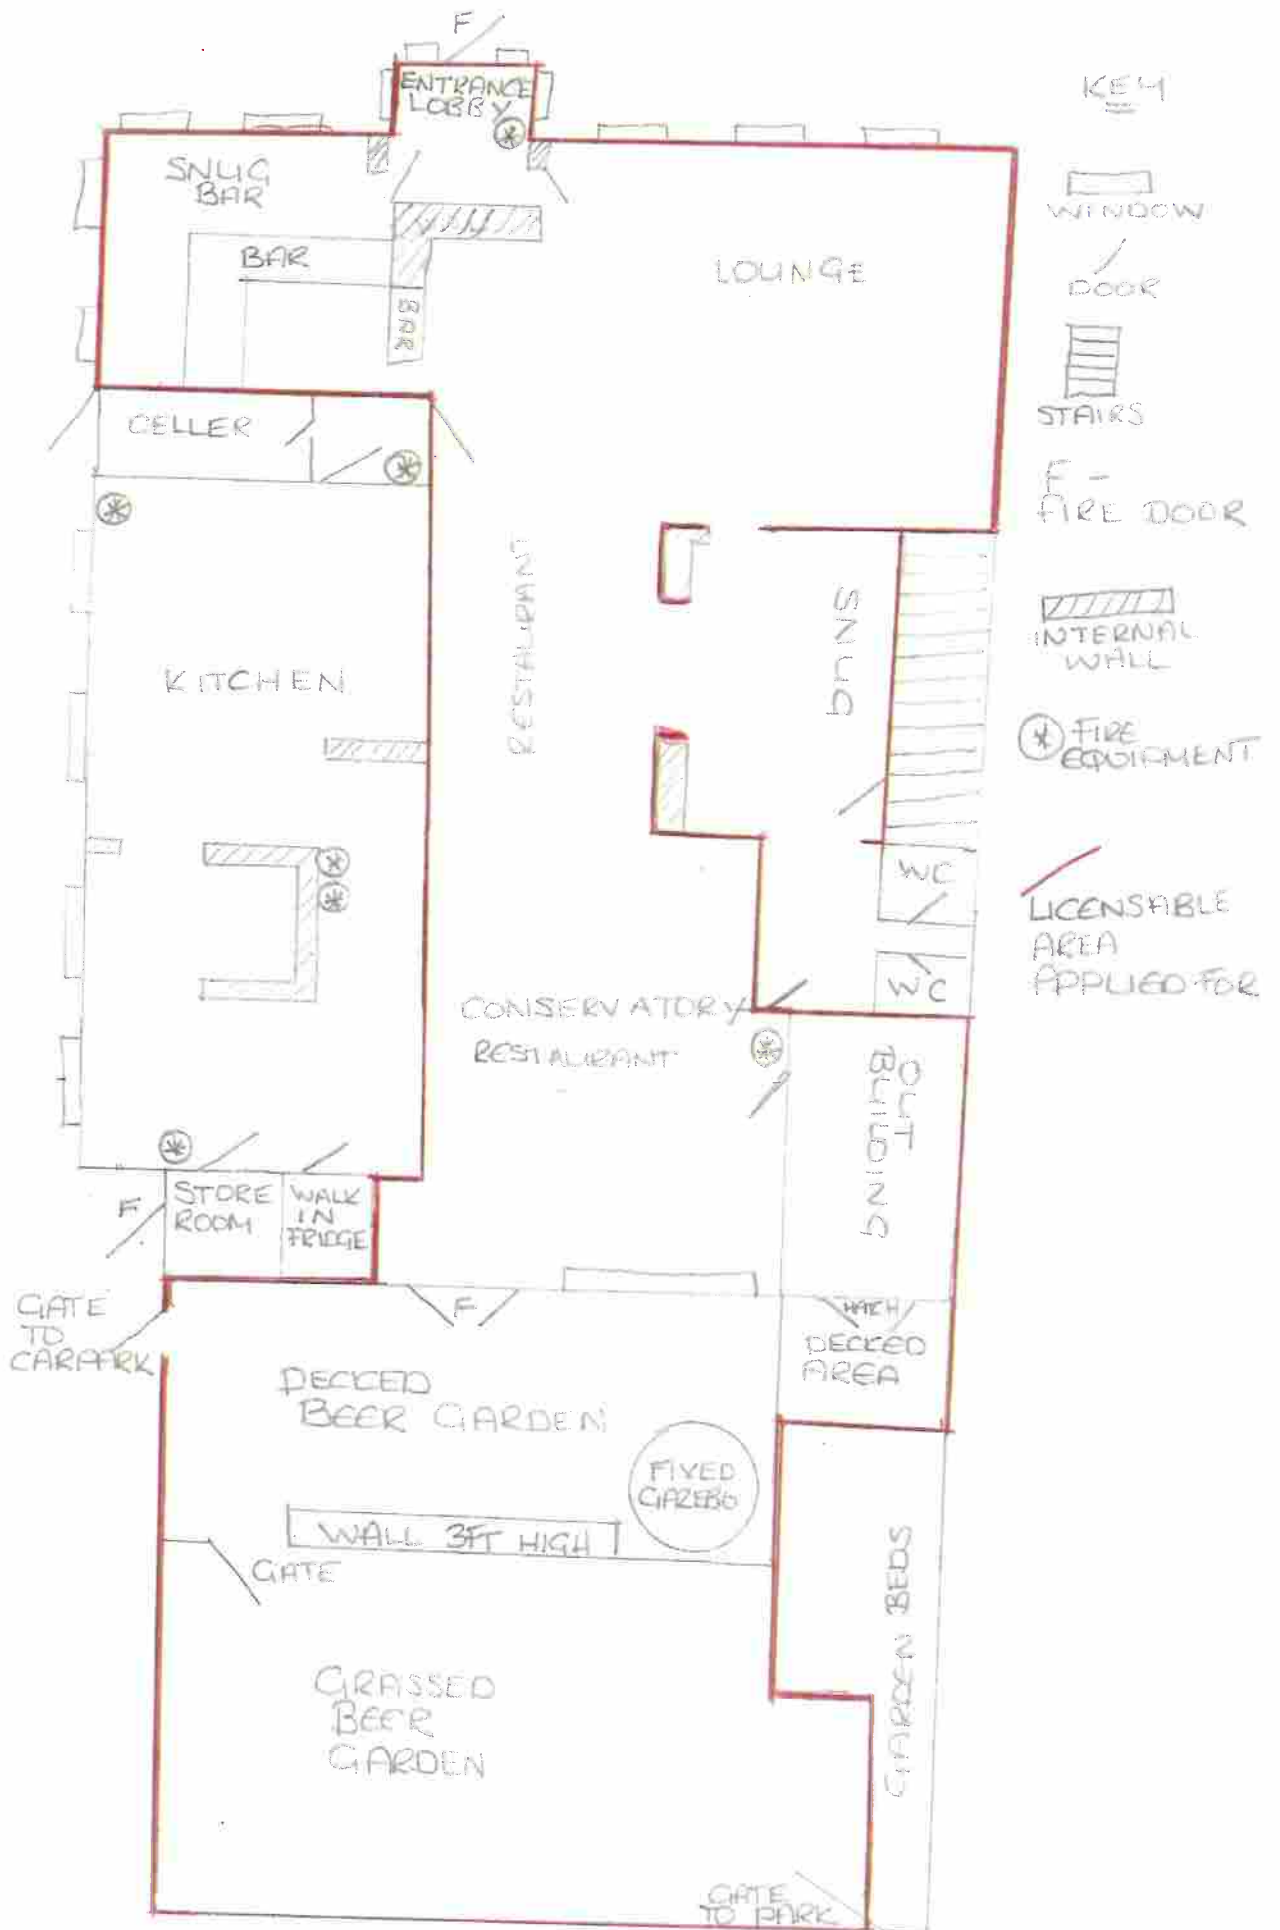 F
ENTRANCE
LOBBY
SNUG
BAR
BAR
BAR
LOUNGE
CELLER
KITCHEN
RESTAURANT
SNUG
WC
WC
CONSERVATORY
RESTAURANT
OUT
BUILDING
F
STORE
ROOM
WALK
IN
FRIDGE
GATE
TO
CARPARK
F
HATCH
DECKED
AREA
DECKED
BEER GARDEN
FIXED
GAZEBO
WALL 3FT HIGH
GATE
GARDEN BEDS
GRASSED
BEER
GARDEN
GATE
TO PARK
KEY
WINDOW
DOOR
STAIRS
F -
FIRE DOOR
INTERNAL
WALL
FIRE
EQUIPMENT
LICENSABLE
AREA
APPLIED FOR